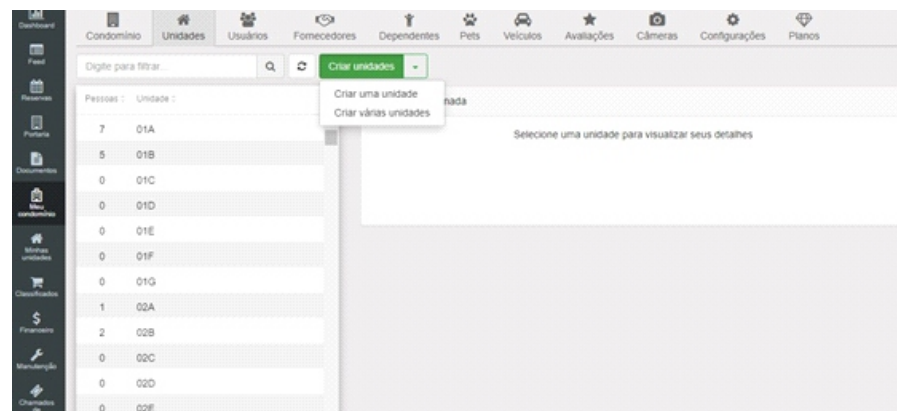 Dashboard
Feed
Reservas
Portaria
Documentos
Meu
condomínio
Minhas
unidades
Classificados
Financeiro
Manutenção
Chamados
Condomínio Unidades Usuários Fornecedores Dependentes Pets Veículos Avaliações Câmeras Configurações Planos
Digite para filtrar... Criar unidades
Criar uma unidade
Criar várias unidades
Pessoas Unidade
nada
Selecione uma unidade para visualizar seus detalhes
7 01A
5 01B
0 01C
0 01D
0 01E
0 01F
0 01G
1 02A
2 02B
0 02C
0 02D
0 02E